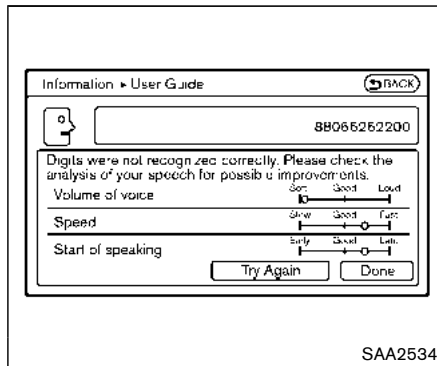 Information ▸ User Guide
BACK
88065262200
Digits were not recognized correctly. Please check the
analysis of your speech for possible improvements.
Volume of voice Soft Good Loud
Speed Slow Good Fast
Start of speaking Early Good Late
Try Again Done
SAA2534